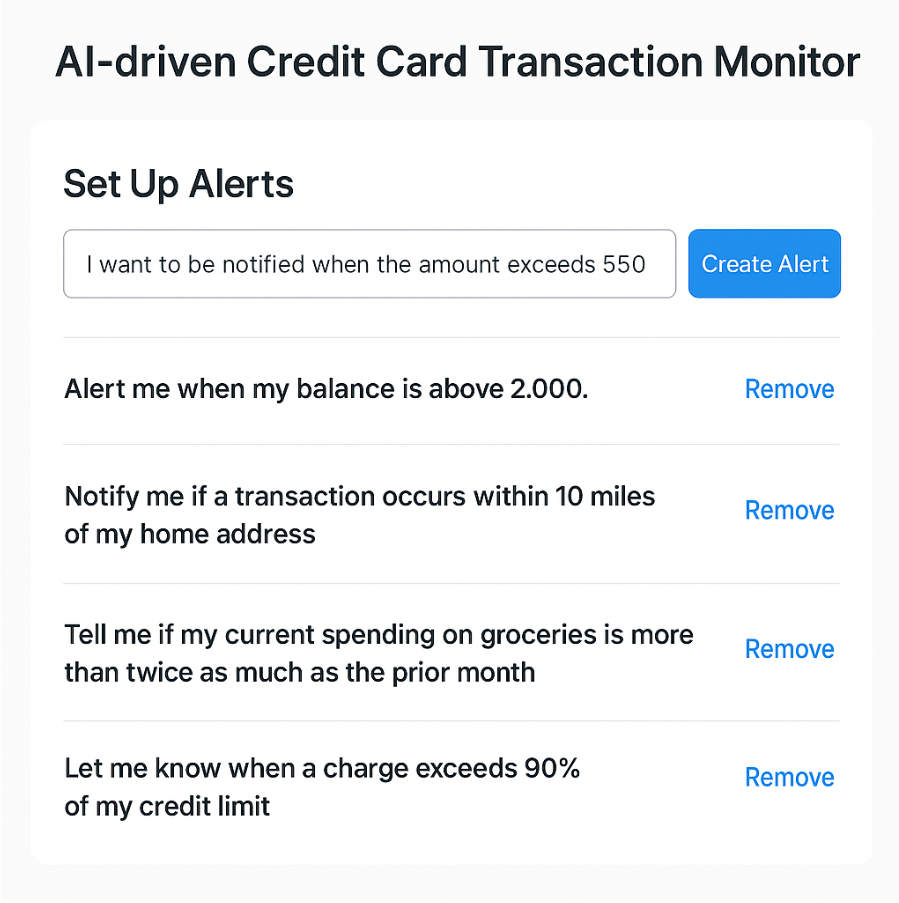 AI-driven Credit Card Transaction Monitor
Set Up Alerts
I want to be notified when the amount exceeds 550
Create Alert
Alert me when my balance is above 2.000.
Remove
Notify me if a transaction occurs within 10 miles
of my home address
Remove
Tell me if my current spending on groceries is more
than twice as much as the prior month
Remove
Let me know when a charge exceeds 90%
of my credit limit
Remove